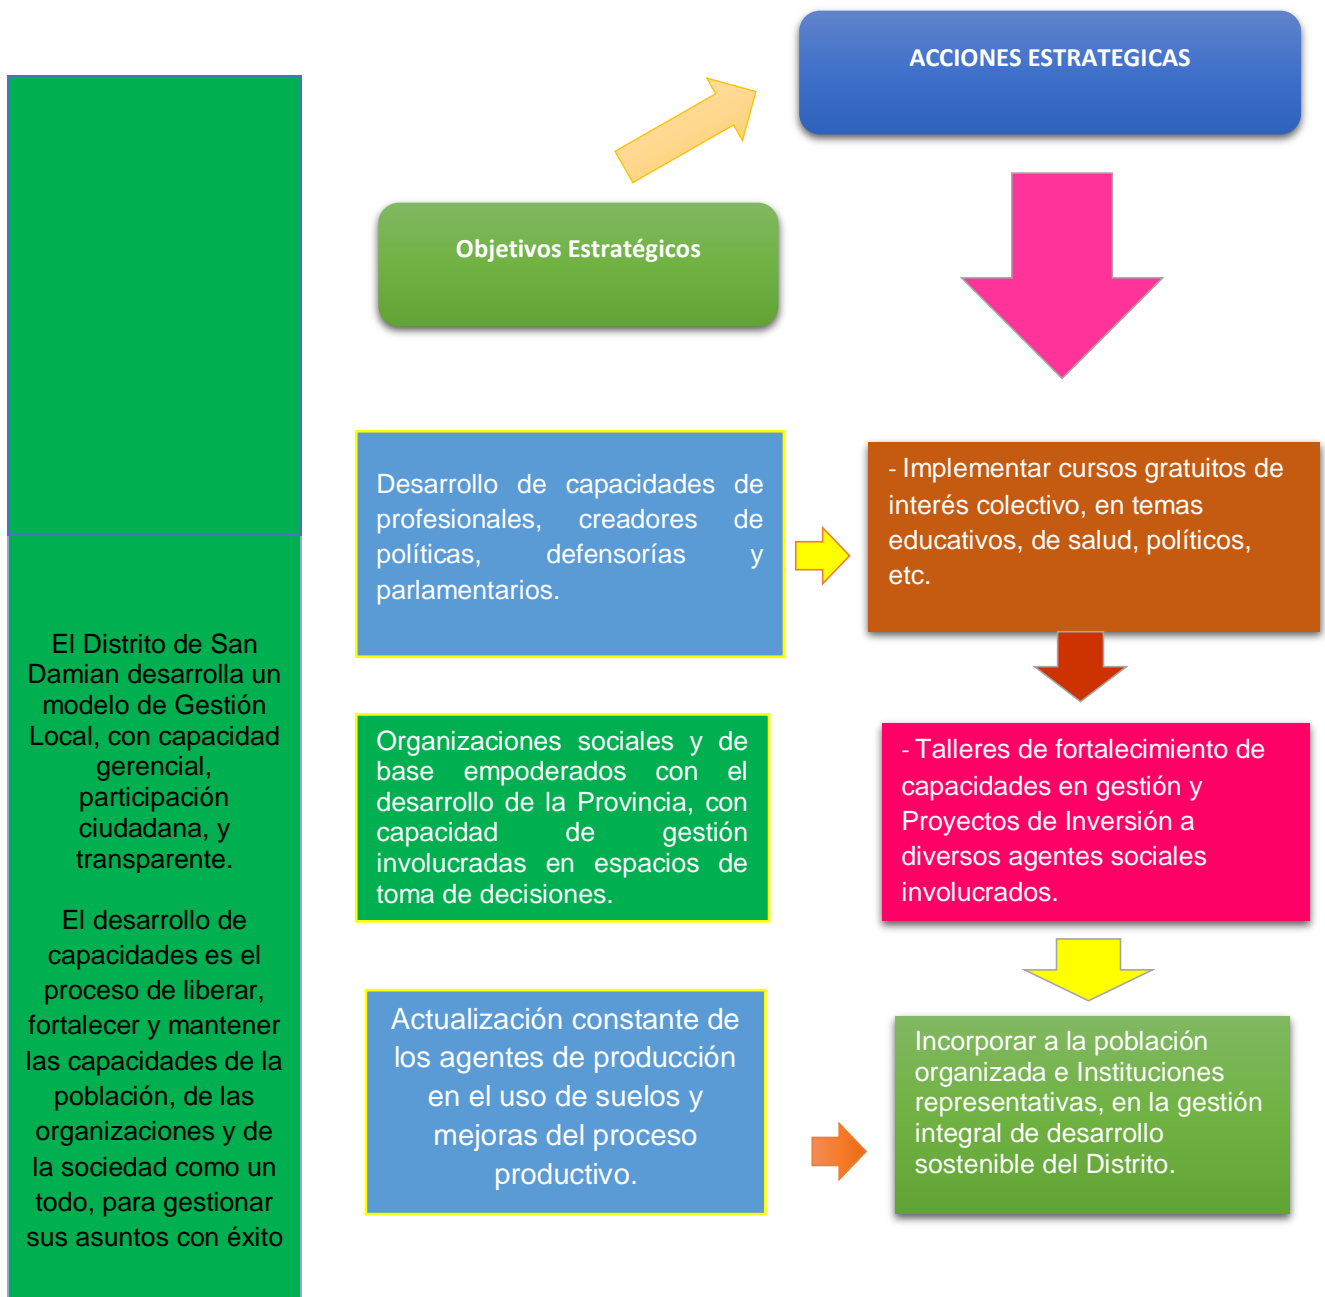 ACCIONES ESTRATEGICAS
Objetivos Estratégicos
El Distrito de San
Damian desarrolla un
modelo de Gestión
Local, con capacidad
gerencial,
participación
ciudadana, y
transparente.
El desarrollo de
capacidades es el
proceso de liberar,
fortalecer y mantener
las capacidades de la
población, de las
organizaciones y de
la sociedad como un
todo, para gestionar
sus asuntos con éxito
Desarrollo de capacidades de
profesionales, creadores de
políticas, defensorías y
parlamentarios.
- Implementar cursos gratuitos de
interés colectivo, en temas
educativos, de salud, políticos,
etc.
Organizaciones sociales y de
base empoderados con el
desarrollo de la Provincia, con
capacidad de gestión
involucradas en espacios de
toma de decisiones.
- Talleres de fortalecimiento de
capacidades en gestión y
Proyectos de Inversión a
diversos agentes sociales
involucrados.
Actualización constante de
los agentes de producción
en el uso de suelos y
mejoras del proceso
productivo.
Incorporar a la población
organizada e Instituciones
representativas, en la gestión
integral de desarrollo
sostenible del Distrito.